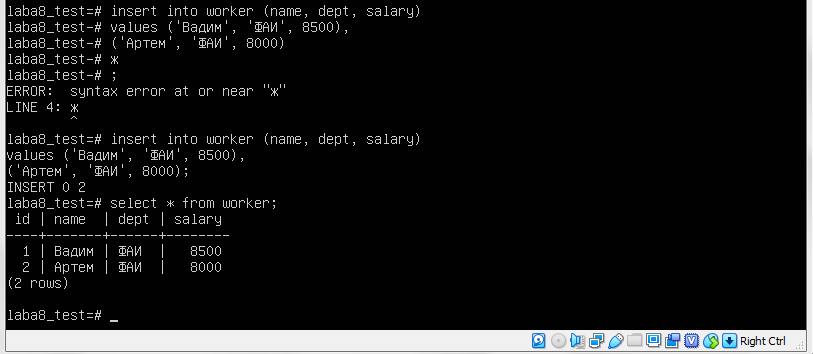 laba8_test=# insert into worker (name, dept, salary)
laba8_test-# values ('Вадим', 'ФАИ', 8500),
laba8_test-# ('Артем', 'ФАИ', 8000)
laba8_test-# ж
laba8_test-# ;
ERROR:  syntax error at or near "ж"
LINE 4: ж
        ^
laba8_test=# insert into worker (name, dept, salary)
values ('Вадим', 'ФАИ', 8500),
('Артем', 'ФАИ', 8000);
INSERT 0 2
laba8_test=# select * from worker;
 id | name  | dept | salary
----+-------+------+--------
  1 | Вадим | ФАИ  |   8500
  2 | Артем | ФАИ  |   8000
(2 rows)
laba8_test=# _
Right Ctrl